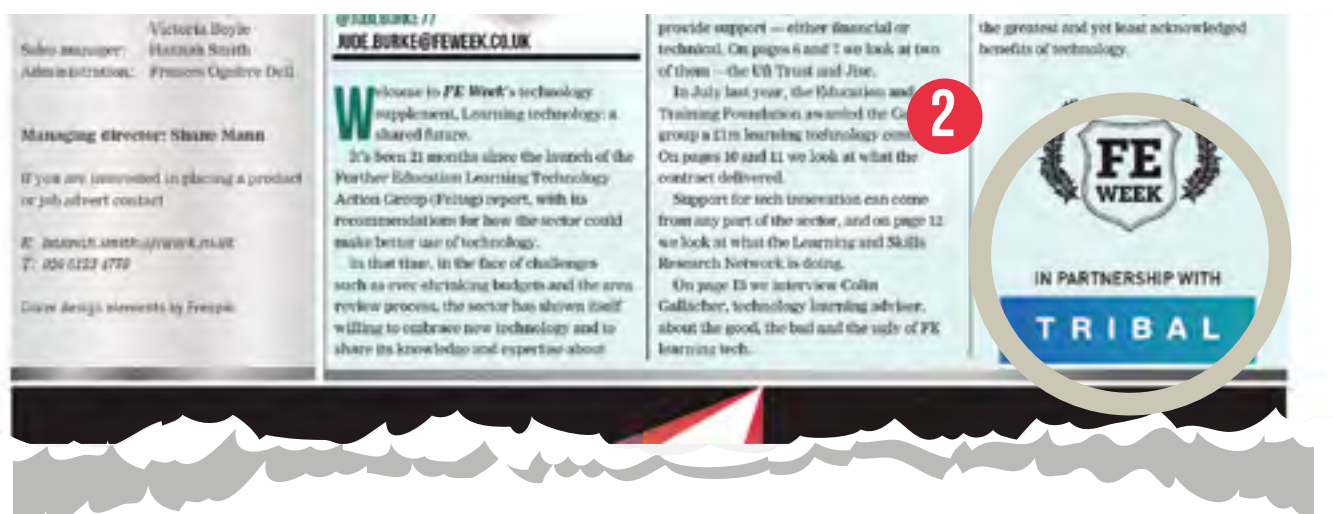 Victoria Boyle
Sales manager: Hannah Smith
Administration: Frances Ogefere Dell
Managing director: Shane Mann
If you are interested in placing a product
or job advert contact
E: hannah.smith@feweek.co.uk
T: 020 8123 4778
Cover design elements by Freepik
JUDE.BURKE@FEWEEK.CO.UK
Welcome to FE Week's technology
supplement, Learning technology: a
shared future.
It's been 21 months since the launch of the
Further Education Learning Technology
Action Group (Feltag) report, with its
recommendations for how the sector could
make better use of technology.
In that time, in the face of challenges
such as ever-shrinking budgets and the area
review process, the sector has shown itself
willing to embrace new technology and to
share its knowledge and expertise about
provide support — either financial or
technical. On pages 6 and 7 we look at two
of them — the Ufi Trust and Jisc.
In July last year, the Education and
Training Foundation awarded the
group a £1m learning technology
On pages 10 and 11 we look at what the
contract delivered.
Support for tech innovation can come
from any part of the sector, and on page 12
we look at what the Learning and Skills
Research Network is doing.
On page 13 we interview Colin
Gallacher, technology learning adviser,
about the good, the bad and the ugly of FE
learning tech.
the greatest and yet least acknowledged
benefits of technology.
2
FE
WEEK
IN PARTNERSHIP WITH
TRIBAL